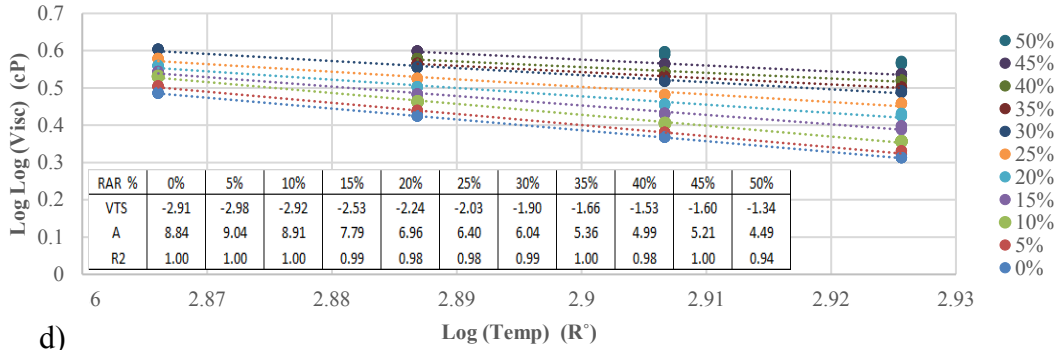 0.7
0.6
0.5
0.4
0.3
0.2
0.1
0
Log Log (Visc) (cP)
RAR % 0% 5% 10% 15% 20% 25% 30% 35% 40% 45% 50%
VTS -2.91 -2.98 -2.92 -2.53 -2.24 -2.03 -1.90 -1.66 -1.53 -1.60 -1.34
A 8.84 9.04 8.91 7.79 6.96 6.40 6.04 5.36 4.99 5.21 4.49
R2 1.00 1.00 1.00 0.99 0.98 0.98 0.99 1.00 0.98 1.00 0.94
6 2.87 2.88 2.89 2.9 2.91 2.92 2.93
Log (Temp) (R°)
50%
45%
40%
35%
30%
25%
20%
15%
10%
5%
0%
d)